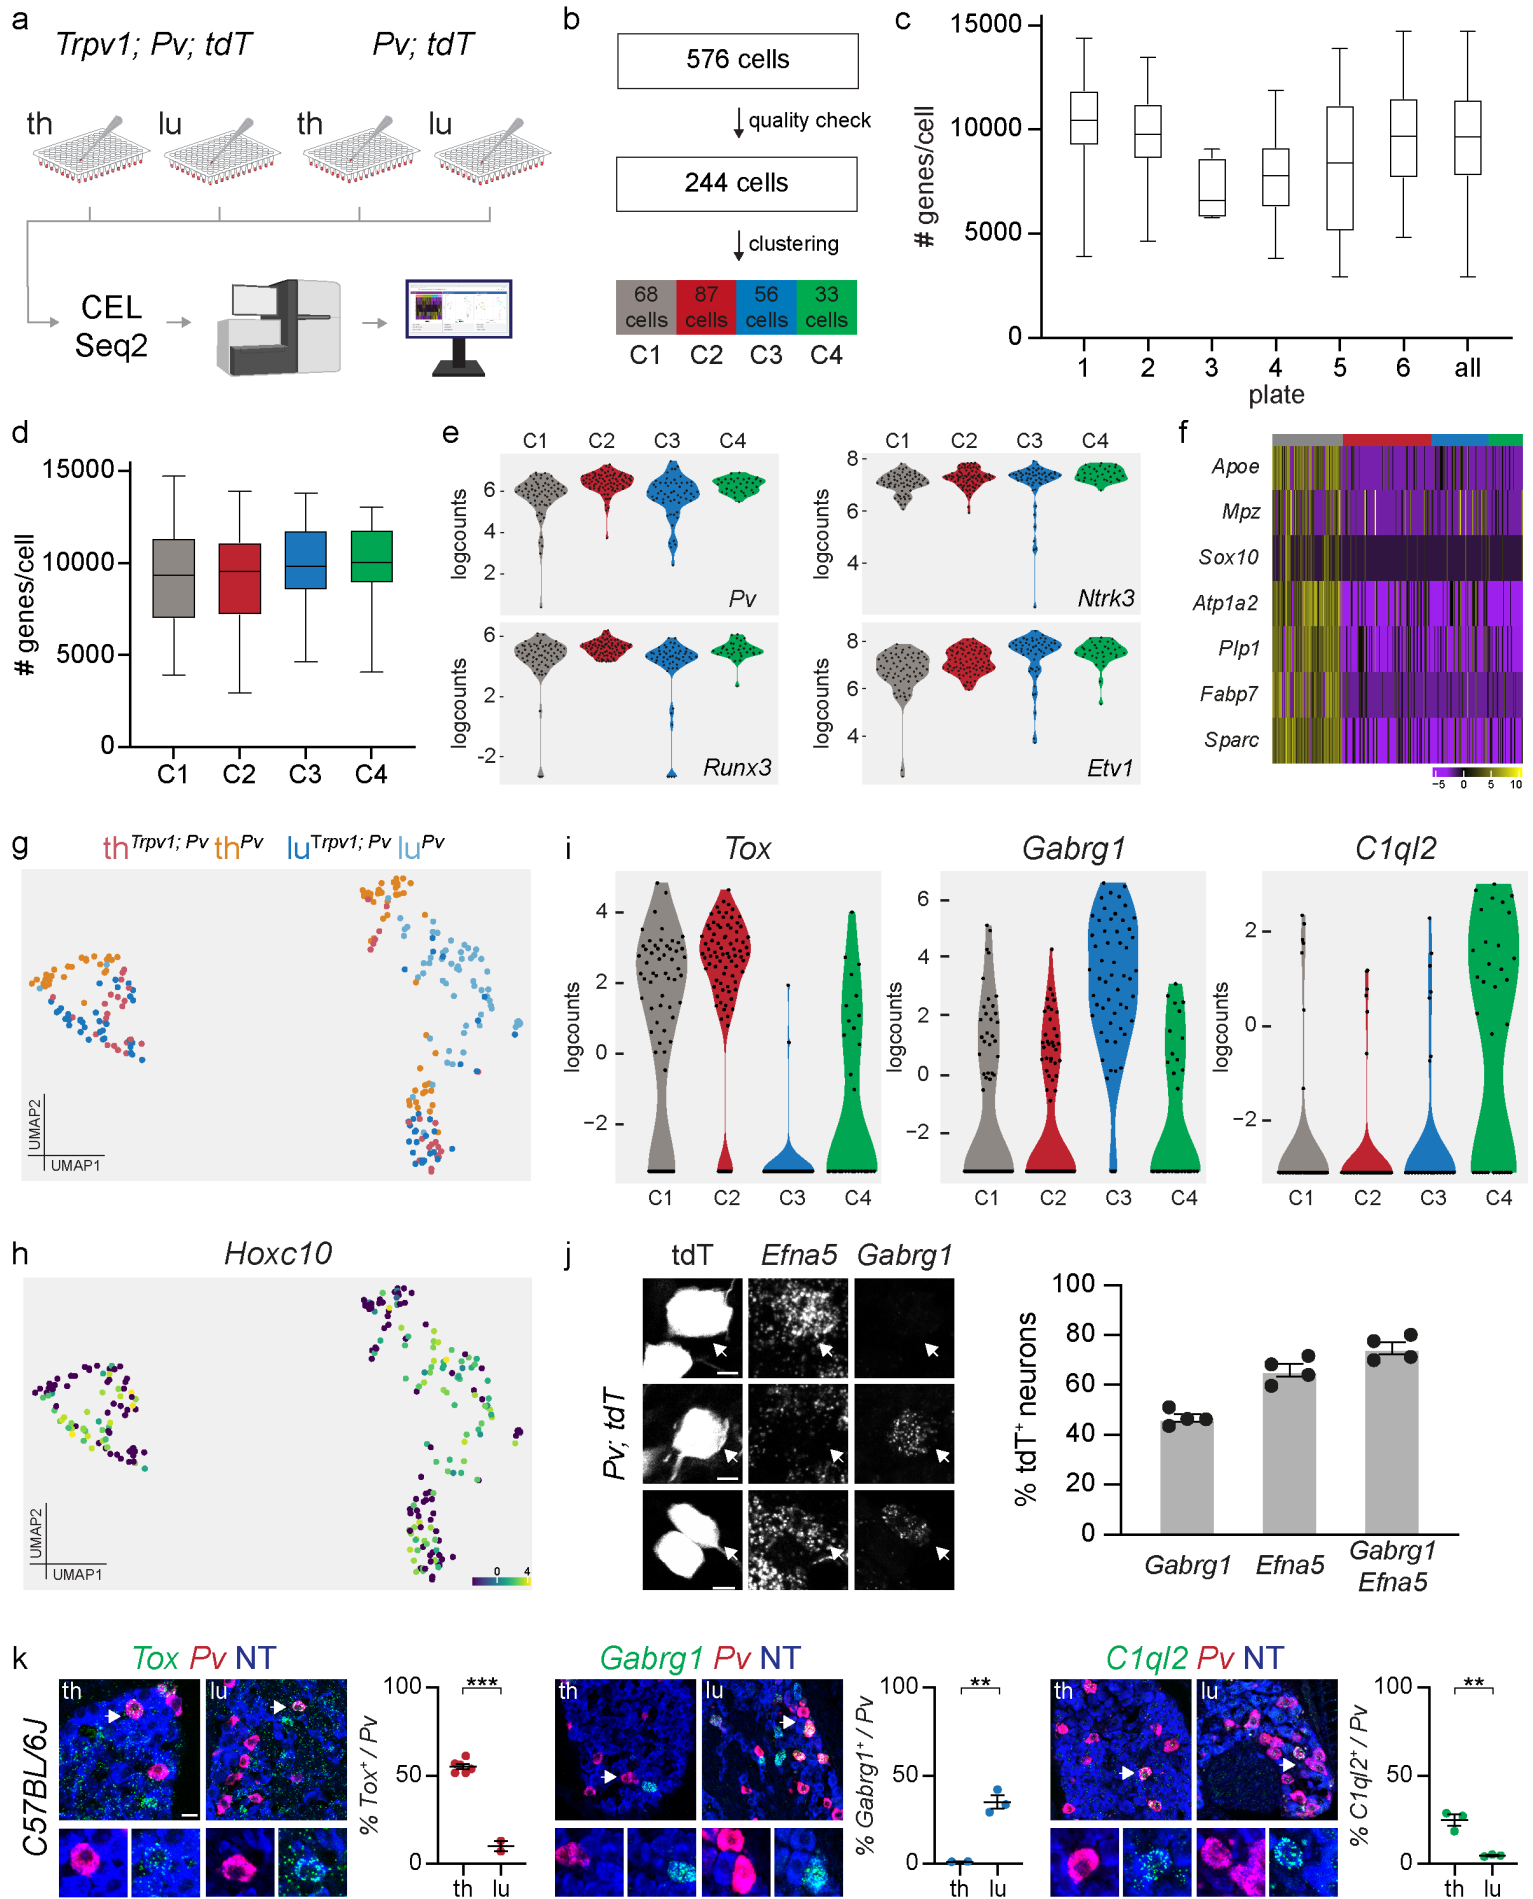 a
Trpv1; Pv; tdT
Pv; tdT
th
lu
th
lu
CEL
Seq2
b
576 cells
quality check
244 cells
clustering
68
cells
87
cells
56
cells
33
cells
C1 C2 C3 C4
c
# genes/cell
15000
10000
5000
0
1 2 3 4 5 6 all
plate
d
# genes/cell
15000
10000
5000
0
C1 C2 C3 C4
e
C1 C2 C3 C4
logcounts
6
4
2
Pv
C1 C2 C3 C4
logcounts
8
6
4
Ntrk3
logcounts
6
2
-2
Runx3
logcounts
8
6
4
Etv1
f
Apoe
Mpz
Sox10
Atp1a2
Plp1
Fabp7
Sparc
-5 0 5 10
g
thTrpv1; Pv thPv luTrpv1; Pv luPv
UMAP2
UMAP1
h
Hoxc10
UMAP2
UMAP1
0 4
i
Tox
logcounts
4
2
0
-2
C1 C2 C3 C4
Gabrg1
logcounts
6
4
2
0
-2
C1 C2 C3 C4
C1ql2
logcounts
2
0
-2
C1 C2 C3 C4
j
tdT Efna5 Gabrg1
Pv; tdT
% tdT+ neurons
100
80
60
40
20
0
Gabrg1
Efna5
Gabrg1
Efna5
k
C57BL/6J
Tox Pv NT
th
lu
% Tox+ / Pv
100
50
0
***
th lu
Gabrg1 Pv NT
th
lu
% Gabrg1+ / Pv
100
50
0
**
th lu
C1ql2 Pv NT
th
lu
% C1ql2+ / Pv
100
50
0
**
th lu